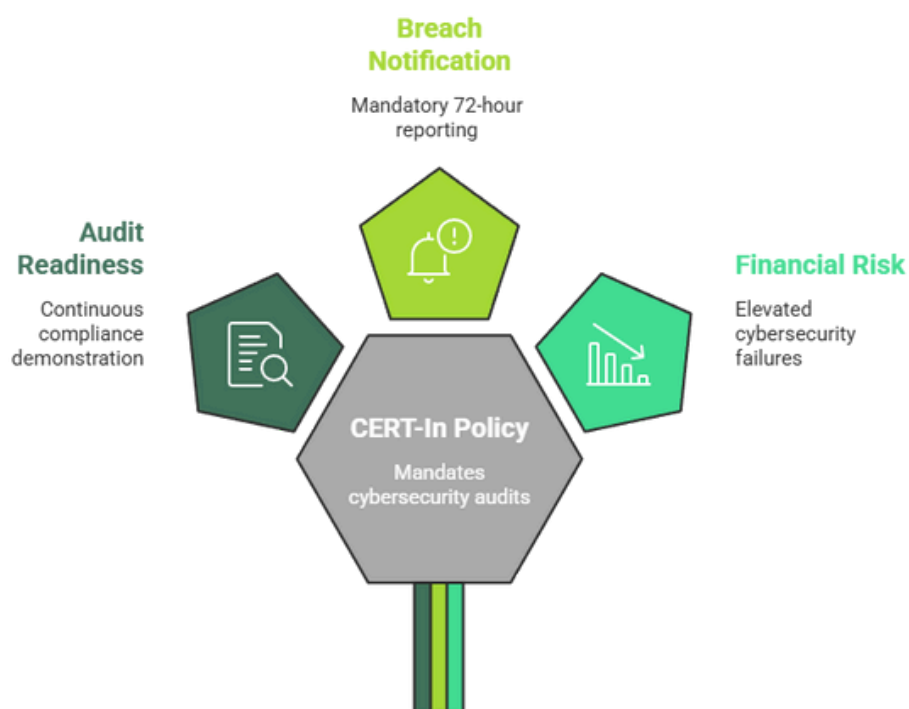 Breach
Notification
Mandatory 72-hour
reporting
Audit
Readiness
Continuous
compliance
demonstration
Financial Risk
Elevated
cybersecurity
failures
CERT-In Policy
Mandates
cybersecurity audits